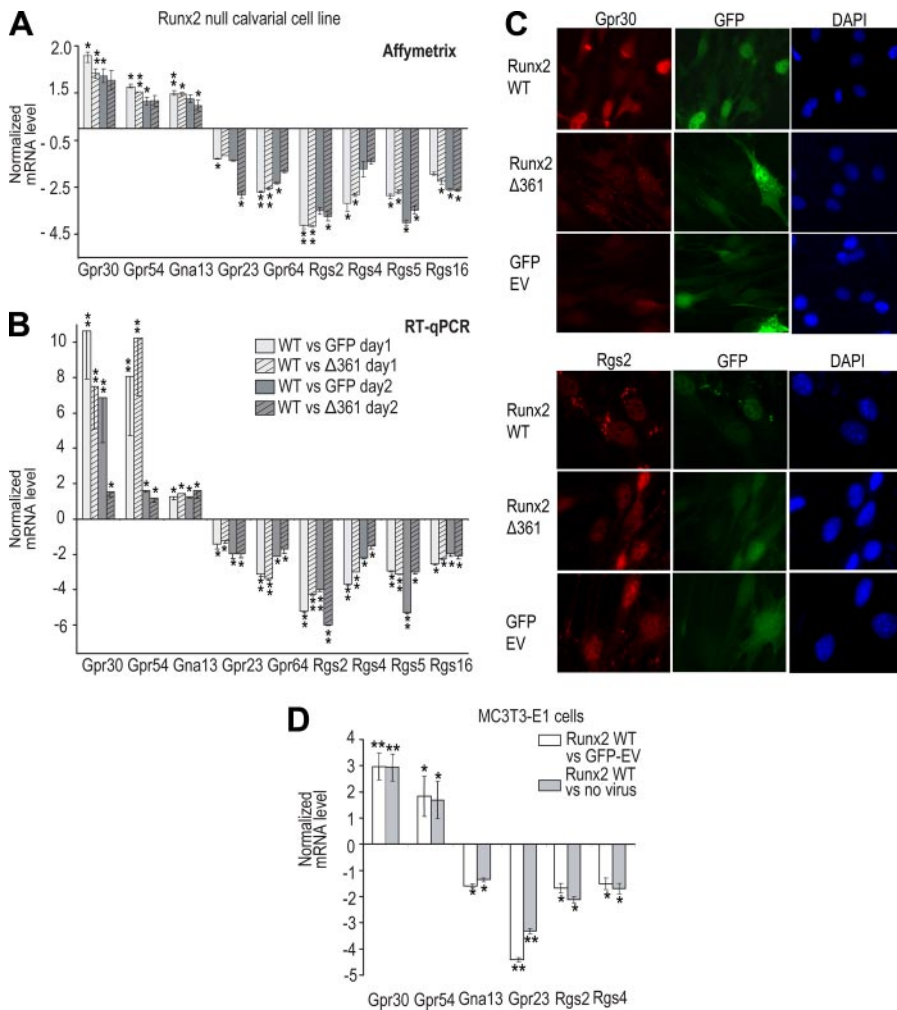 A
Runx2 null calvarial cell line
Affymetrix
Normalized
mRNA level
2.0
1.5
- 0.5
- 2.5
- 4.5
* * * * * * * * * * * *
Gpr30 Gpr54 Gna13 Gpr23 Gpr64 Rgs2 Rgs4 Rgs5 Rgs16
B
RT-qPCR
WT vs GFP day1
WT vs Δ361 day1
WT vs GFP day2
WT vs Δ361 day2
Normalized
mRNA level
10
8
6
4
2
0
-2
-4
-6
Gpr30 Gpr54 Gna13 Gpr23 Gpr64 Rgs2 Rgs4 Rgs5 Rgs16
C
Gpr30 GFP DAPI
Runx2
WT
Runx2
Δ361
GFP
EV
Rgs2 GFP DAPI
Runx2
WT
Runx2
Δ361
GFP
EV
D
MC3T3-E1 cells
Runx2 WT
vs GFP-EV
Runx2 WT
vs no virus
Normalized
mRNA level
4
3
2
1
0
-1
-2
-3
-4
-5
** ** * *
* * ** ** * * * *
Gpr30 Gpr54 Gna13 Gpr23 Rgs2 Rgs4